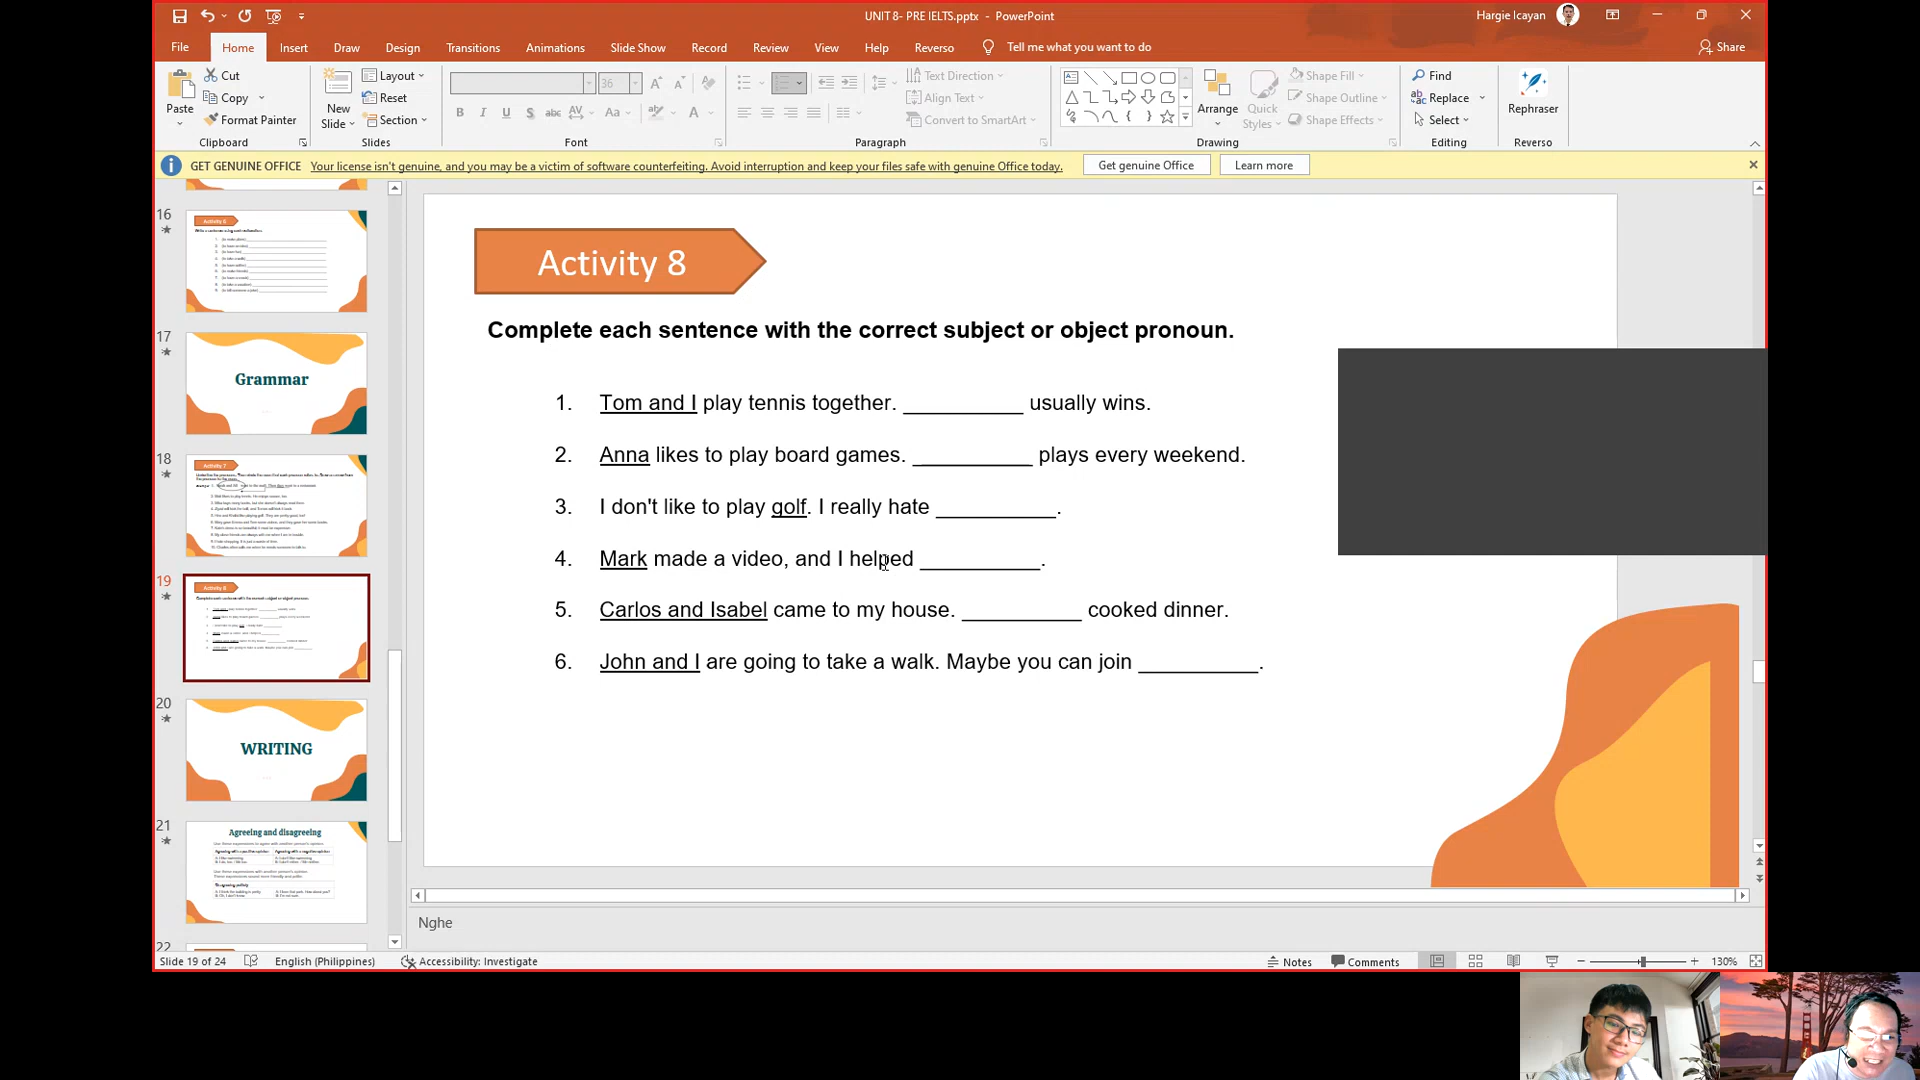 UNIT 8- PRE IELTS.pptx - PowerPoint
Hargie Icayan
File Home Insert Draw Design Transitions Animations Slide Show Record Review View Help Reverso Tell me what you want to do Share
Paste
Cut
Copy
Format Painter
Clipboard
New Slide
Layout
Reset
Section
Slides
36
Font
Text Direction
Align Text
Convert to SmartArt
Paragraph
Arrange
Quick Styles
Shape Fill
Shape Outline
Shape Effects
Drawing
Find
Replace
Select
Editing
Rephraser
Reverso
GET GENUINE OFFICE Your license isn't genuine, and you may be a victim of software counterfeiting. Avoid interruption and keep your files safe with genuine Office today. Get genuine Office Learn more
16
Activity 6
17
Grammar
18
Activity 7
19
Activity 8
20
WRITING
21
Agreeing and disagreeing
22
Activity 8
Complete each sentence with the correct subject or object pronoun.
1. Tom and I play tennis together. __________ usually wins.
2. Anna likes to play board games. __________ plays every weekend.
3. I don't like to play golf. I really hate __________.
4. Mark made a video, and I helped __________.
5. Carlos and Isabel came to my house. __________ cooked dinner.
6. John and I are going to take a walk. Maybe you can join __________.
Nghe
Slide 19 of 24 English (Philippines) Accessibility: Investigate Notes Comments 130%